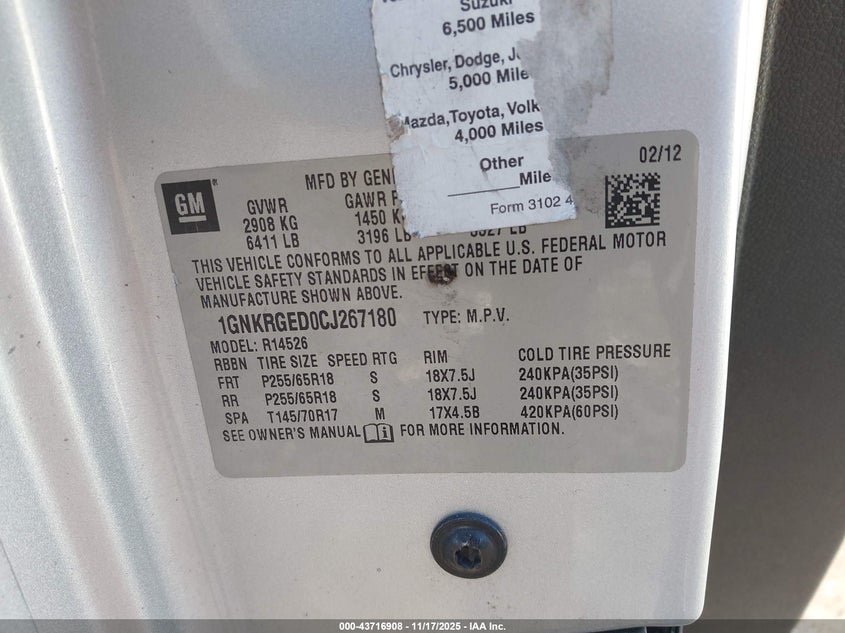 Suzuki
6,500 Miles
Chrysler, Dodge,
5,000 Mile
Mazda,Toyota, Volk
4,000 Miles
Other
______Mile
Form 3102 4
02/12
GM
MFD BY GEN
GVWR GAWR
2908 KG 1450 K
6411 LB 3196 LB LB
THIS VEHICLE CONFORMS TO ALL APPLICABLE U.S. FEDERAL MOTOR
VEHICLE SAFETY STANDARDS IN EFFECT ON THE DATE OF
MANUFACTURE SHOWN ABOVE.
1GNKRGED0CJ267180 TYPE: M.P.V.
MODEL: R14526
RBBN TIRE SIZE SPEED RTG RIM COLD TIRE PRESSURE
FRT P255/65R18 S 18X7.5J 240KPA(35PSI)
RR P255/65R18 S 18X7.5J 240KPA(35PSI)
SPA T145/70R17 M 17X4.5B 420KPA(60PSI)
SEE OWNER'S MANUAL FOR MORE INFORMATION.
000-43716908 - 11/17/2025 - IAA Inc.